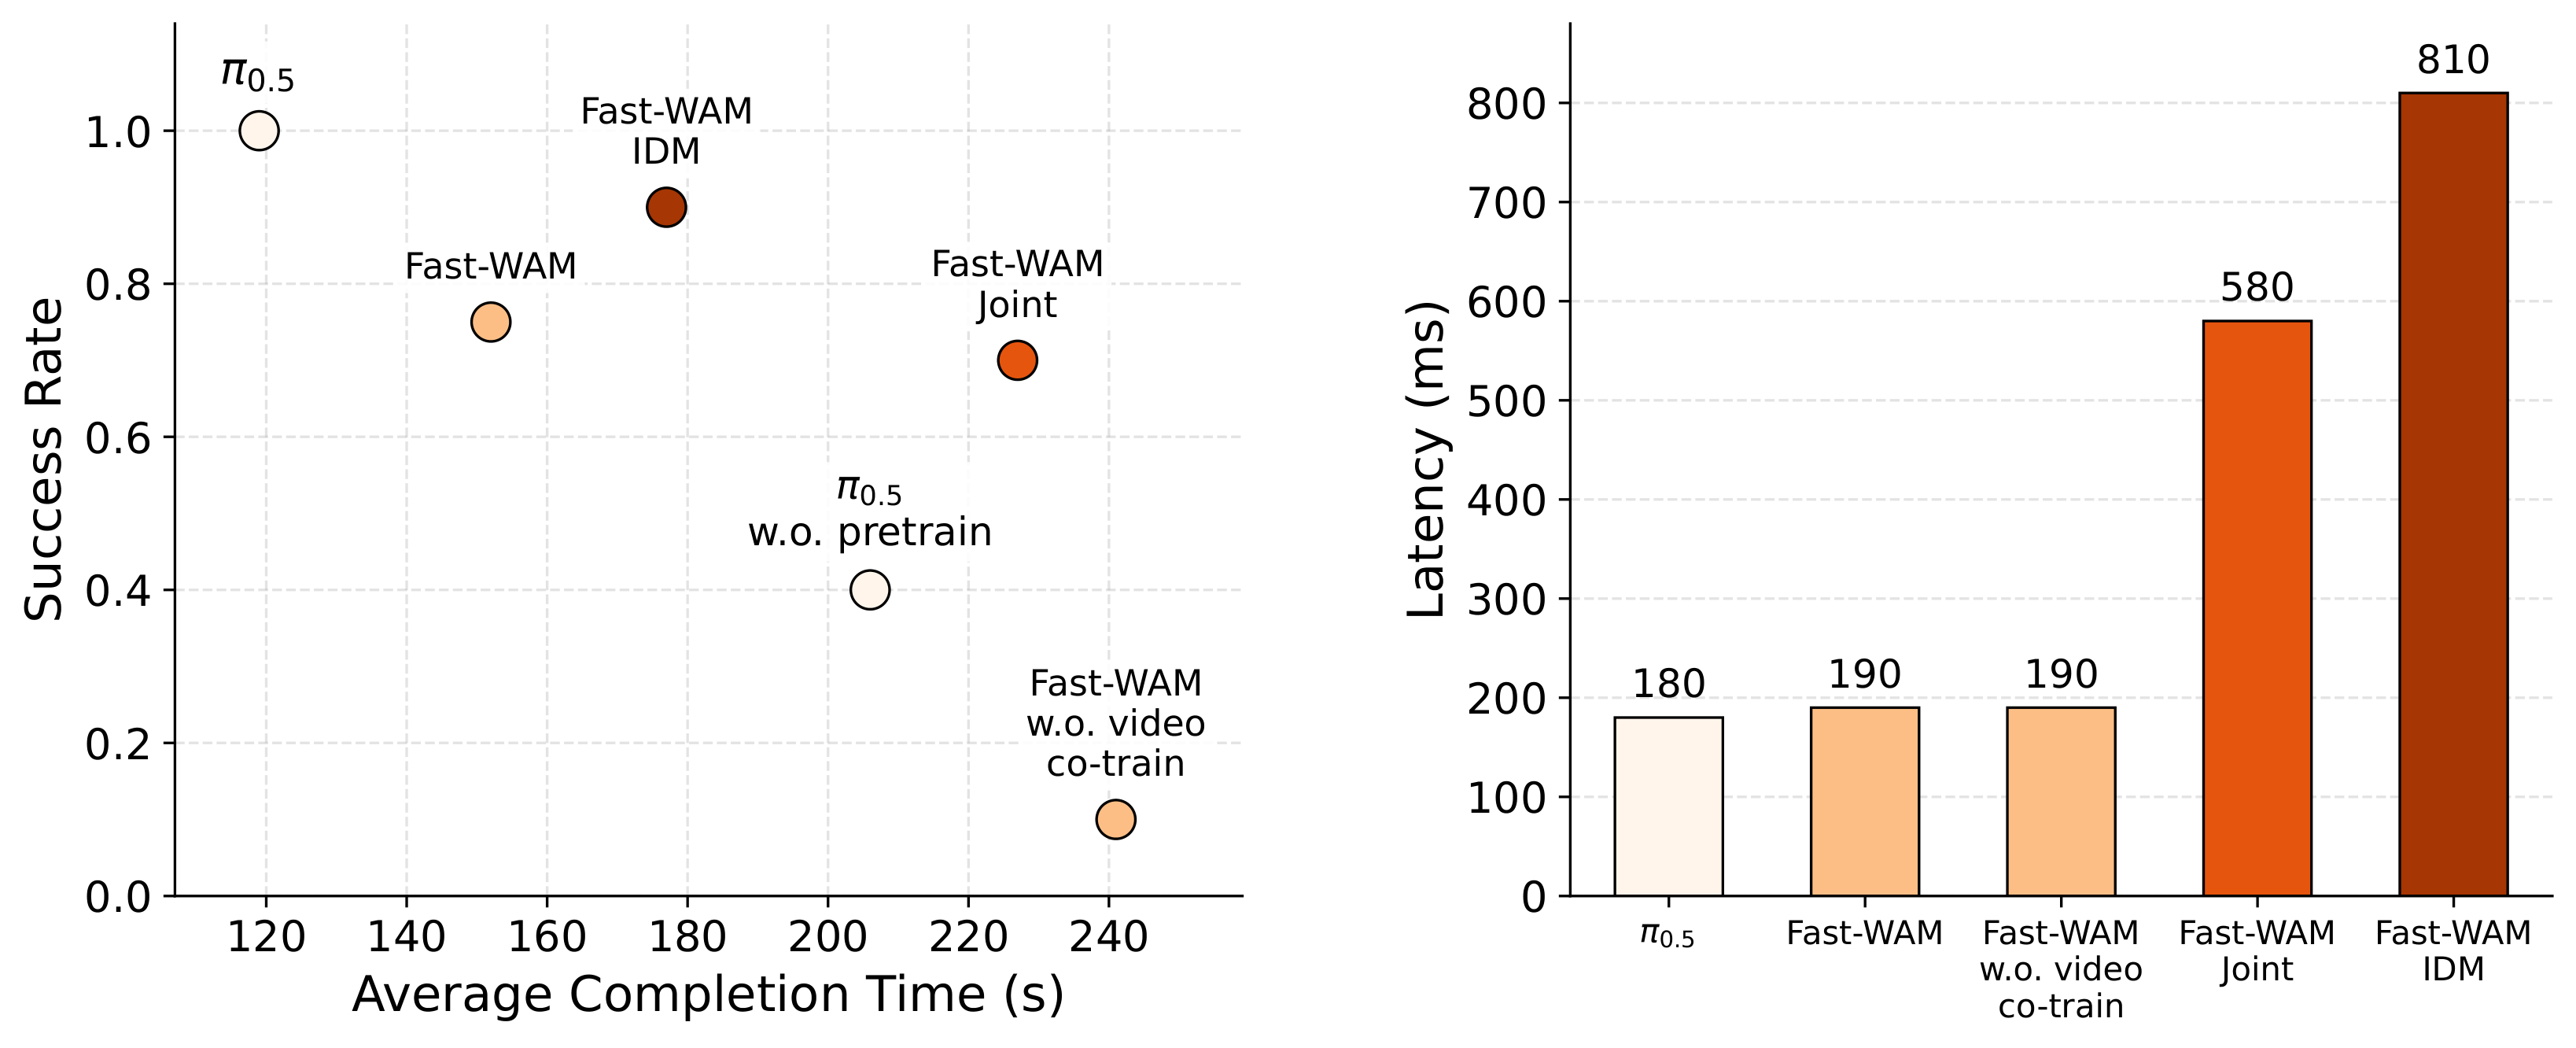 π0.5
Fast-WAM
IDM
Fast-WAM
Fast-WAM
Joint
π0.5
w.o. pretrain
Fast-WAM
w.o. video
co-train
Success Rate
1.0
0.8
0.6
0.4
0.2
0.0
120 140 160 180 200 220 240
Average Completion Time (s)
Latency (ms)
800
700
600
500
400
300
200
100
0
180
190
190
580
810
π0.5
Fast-WAM
Fast-WAM
w.o. video
co-train
Fast-WAM
Joint
Fast-WAM
IDM